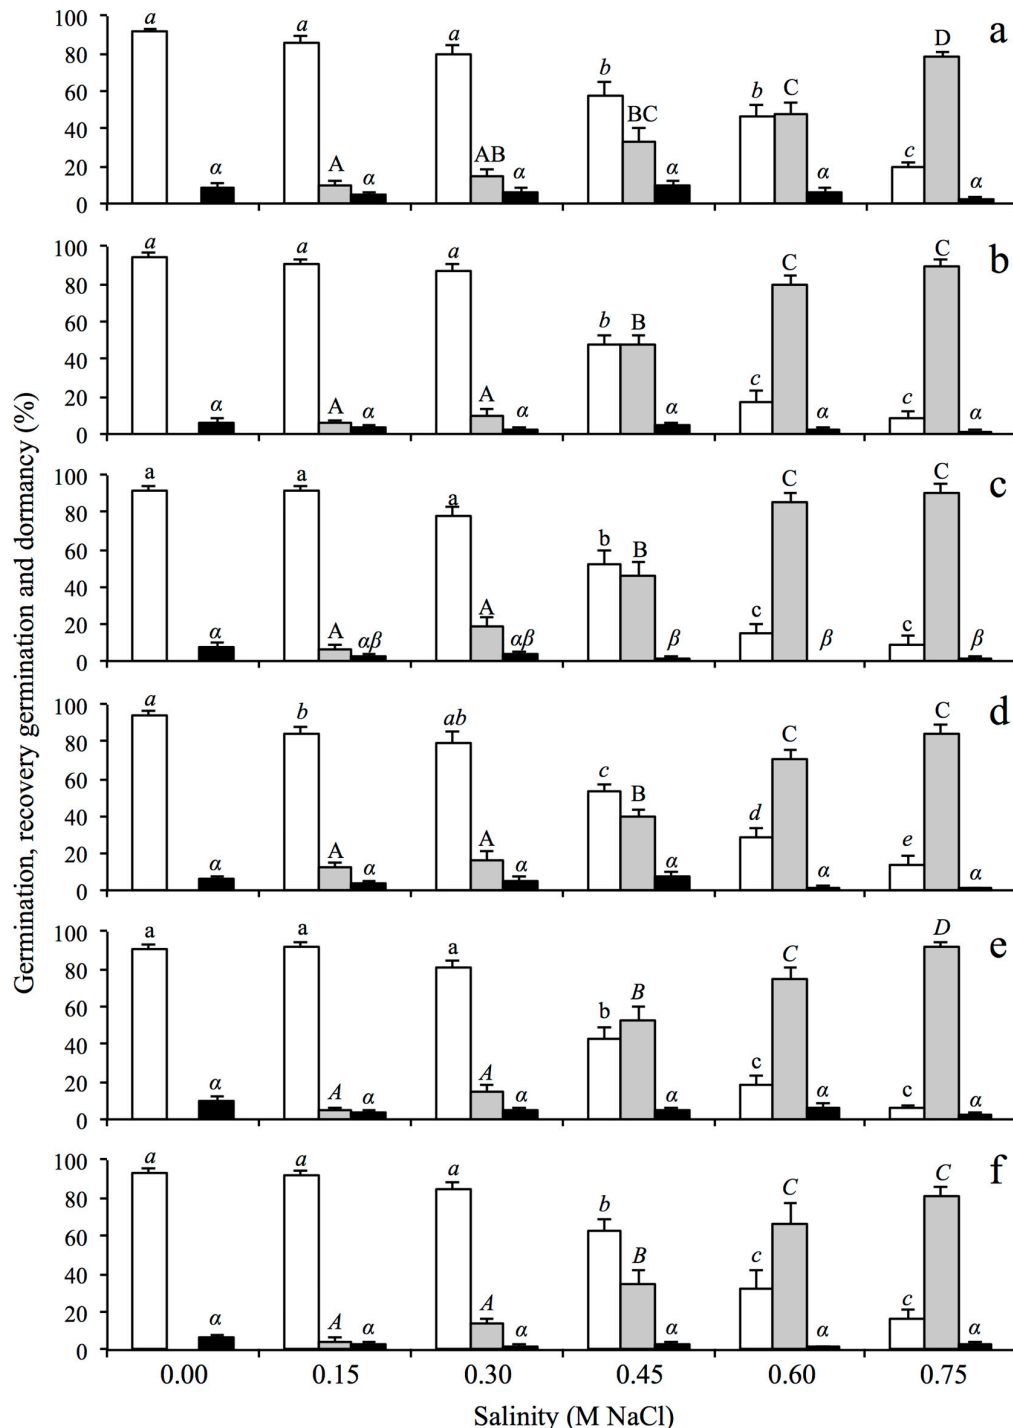 Germination, recovery germination and dormancy (%)
100 80 60 40 20 0
a a a b b c
A AB BC C D
α α α α α α
a
100 80 60 40 20 0
a a a b c c
A A B C C
α α α α α α
b
100 80 60 40 20 0
a a a b c c
A A B C C
α αβ αβ β β β
c
100 80 60 40 20 0
a b ab c d e
A A B C C
α α α α α α
d
100 80 60 40 20 0
a a a b c c
A A B C D
α α α α α α
e
100 80 60 40 20 0
a a a b c c
A A B C C
α α α α α α
f
0.00 0.15 0.30 0.45 0.60 0.75
Salinity (M NaCl)